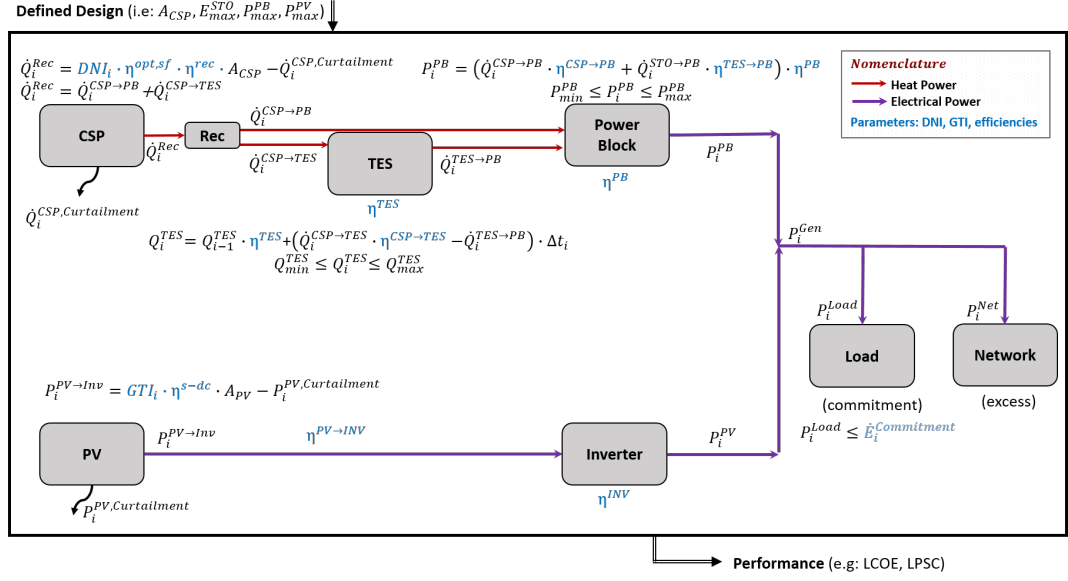 Defined Design (i.e: A_CSP, E^STO_max, P^PB_max, P^PV_max)
Q̇_i^Rec = DNI_i · η^opt,sf · η^rec · A_CSP − Q̇_i^CSP,Curtailment
Q̇_i^Rec = Q̇_i^CSP→PB + Q̇_i^CSP→TES
P_i^PB = (Q̇_i^CSP→PB · η^CSP→PB + Q̇_i^STO→PB · η^TES→PB) · η^PB
P_min^PB ≤ P_i^PB ≤ P_max^PB
Nomenclature
Heat Power
Electrical Power
Parameters: DNI, GTI, efficiencies
CSP
Q̇_i^Rec
Rec
Q̇_i^CSP→PB
Q̇_i^CSP→TES
TES
η^TES
Q̇_i^TES→PB
Power
Block
η^PB
P_i^PB
Q̇_i^CSP,Curtailment
Q_i^TES = Q_i−1^TES · η^TES + (Q̇_i^CSP→TES · η^CSP→TES − Q̇_i^TES→PB) · Δt_i
Q_min^TES ≤ Q_i^TES ≤ Q_max^TES
P_i^Gen
P_i^Load
P_i^Net
Load
Network
(commitment)
(excess)
P_i^Load ≤ Ė_i^Commitment
P_i^PV→Inv = GTI_i · η^s−dc · A_PV − P_i^PV,Curtailment
PV
P_i^PV→Inv
η^PV→INV
Inverter
η^INV
P_i^PV
P_i^PV,Curtailment
Performance (e.g: LCOE, LPSC)